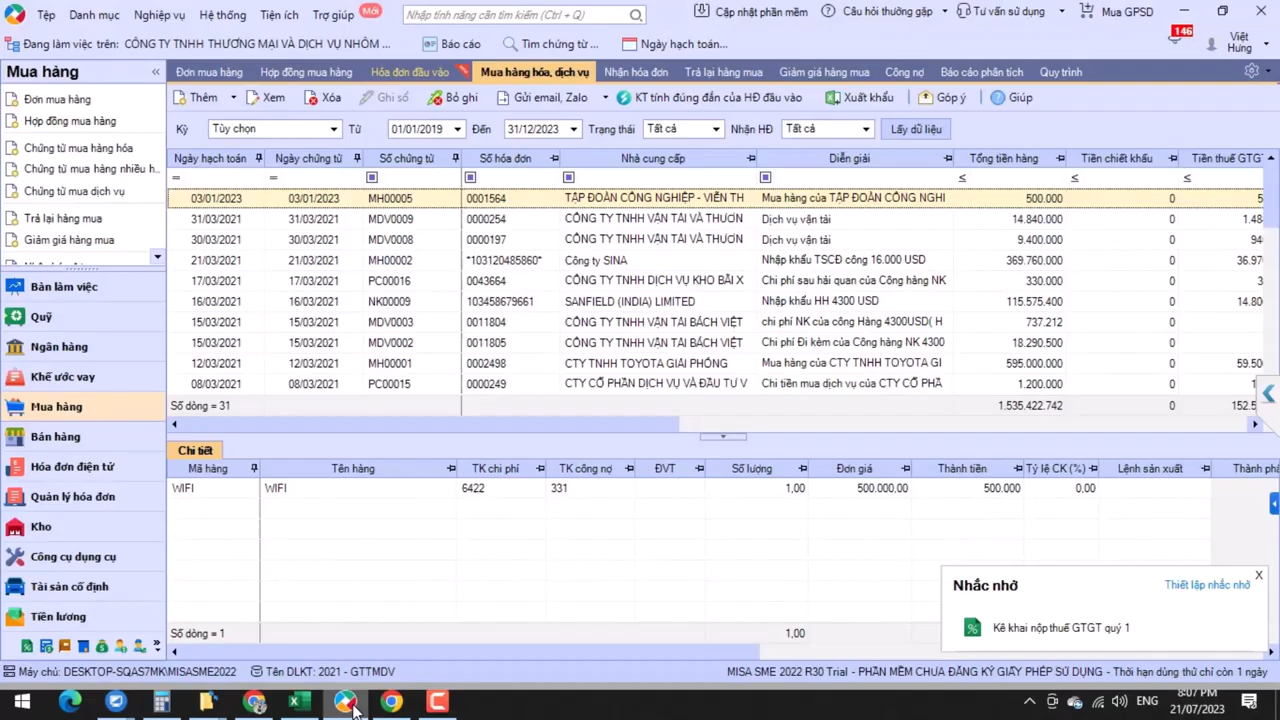 Tệp Danh mục Nghiệp vụ Hệ thống Tiện ích Trợ giúp Mới Nhập tính năng cần tìm (Ctrl + Q) Cập nhật phần mềm Câu hỏi thường gặp Tư vấn sử dụng Mua GPSD
Đang làm việc trên: CÔNG TY TNHH THƯƠNG MẠI VÀ DỊCH VỤ NHÔM ... Báo cáo Tìm chứng từ ... Ngày hạch toán... 146 Việt Hưng
Mua hàng «
Đơn mua hàng Hợp đồng mua hàng Hóa đơn đầu vào Mua hàng hóa, dịch vụ Nhận hóa đơn Trả lại hàng mua Giảm giá hàng mua Công nợ Báo cáo phân tích Quy trình
Thêm Xem Xóa Ghi sổ Bỏ ghi Gửi email, Zalo KT tính đúng đắn của HĐ đầu vào Xuất khẩu Góp ý Giúp
Kỳ Tùy chọn Từ 01/01/2019 Đến 31/12/2023 Trạng thái Tất cả Nhận HĐ Tất cả Lấy dữ liệu
Đơn mua hàng
Hợp đồng mua hàng
Chứng từ mua hàng hóa
Chứng từ mua hàng nhiều h..
Chứng từ mua dịch vụ
Trả lại hàng mua
Giảm giá hàng mua
Bàn làm việc
Quỹ
Ngân hàng
Khế ước vay
Mua hàng
Bán hàng
Hóa đơn điện tử
Quản lý hóa đơn
Kho
Công cụ dụng cụ
Tài sản cố định
Tiền lương
Ngày hạch toán Ngày chứng từ Số chứng từ Số hóa đơn Nhà cung cấp Diễn giải Tổng tiền hàng Tiền chiết khấu Tiền thuế GTGT
= = ≤ ≤ ≤
03/01/2023 03/01/2023 MH00005 0001564 TẬP ĐOÀN CÔNG NGHIỆP - VIỄN TH Mua hàng của TẬP ĐOÀN CÔNG NGHI 500.000 0 5
31/03/2021 31/03/2021 MDV0009 0000254 CÔNG TY TNHH VẬN TẢI VÀ THƯƠN Dịch vụ vận tải 14.840.000 0 1.48
30/03/2021 30/03/2021 MDV0008 0000197 CÔNG TY TNHH VẬN TẢI VÀ THƯƠN Dịch vụ vận tải 9.400.000 0 94
21/03/2021 21/03/2021 MH00002 *103120485860* Công ty SINA Nhập khẩu TSCĐ công 16.000 USD 369.760.000 0 36.97
17/03/2021 17/03/2021 PC00016 0043664 CÔNG TY TNHH DỊCH VỤ KHO BÃI X Chi phí sau hải quan của Công hàng NK 330.000 0 3
16/03/2021 16/03/2021 NK00009 103458679661 SANFIELD (INDIA) LIMITED Nhập khẩu HH 4300 USD 115.575.400 0 14.80
15/03/2021 15/03/2021 MDV0003 0011804 CÔNG TY TNHH VẬN TẢI BÁCH VIỆT chi phí NK của công Hàng 4300USD( H 737.212 0
15/03/2021 15/03/2021 MDV0002 0011805 CÔNG TY TNHH VẬN TẢI BÁCH VIỆT Chi phí Đi kèm của Công hàng NK 4300 18.290.500 0
12/03/2021 12/03/2021 MH00001 0002498 CTY TNHH TOYOTA GIẢI PHÓNG Mua hàng của CTY TNHH TOYOTA GI 595.000.000 0 59.50
08/03/2021 08/03/2021 PC00015 0000249 CTY CỔ PHẦN DỊCH VỤ VÀ ĐẦU TƯ V Chi tiền mua dịch vụ của CTY CỔ PHẦ 1.200.000 0
Số dòng = 31 1.535.422.742 0 152.5
Chi tiết
Mã hàng Tên hàng TK chi phí TK công nợ ĐVT Số lượng Đơn giá Thành tiền Tỷ lệ CK (%) Lệnh sản xuất Thành ph
WIFI WIFI 6422 331 1,00 500.000,00 500.000 0,00
Số dòng = 1 1,00
Nhắc nhở Thiết lập nhắc nhở X
Kê khai nộp thuế GTGT quý 1
Máy chủ: DESKTOP-SQAS7MK\MISASME2022 Tên DLKT: 2021 - GTTMDV MISA SME 2022 R30 Trial - PHẦN MỀM CHƯA ĐĂNG KÝ GIẤY PHÉP SỬ DỤNG - Thời hạn dùng thử chỉ còn 1 ngày
ENG 8:07 PM
21/07/2023